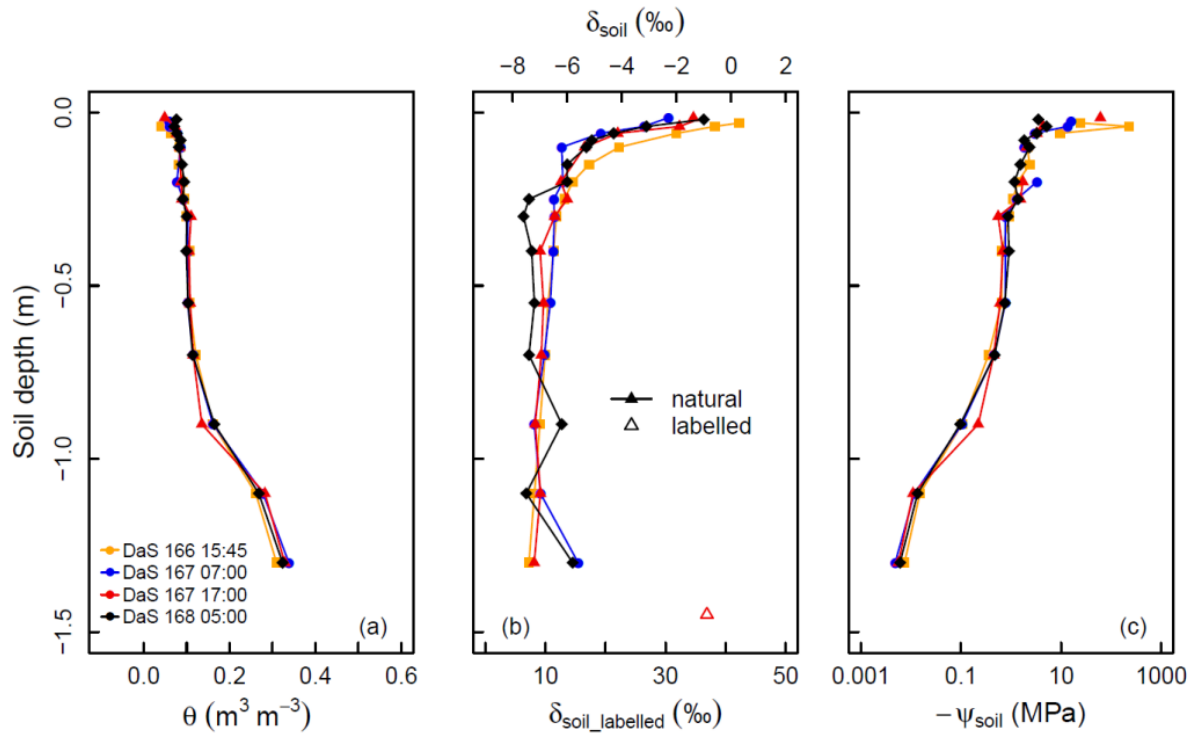 δsoil (‰)
−8 −6 −4 −2 0 2
0.0
−0.5
−1.0
−1.5
Soil depth (m)
DaS 166 15:45
DaS 167 07:00
DaS 167 17:00
DaS 168 05:00
(a)
0.0 0.2 0.4 0.6
θ (m³ m⁻³)
natural
labelled
(b)
10 20 30 40 50
δsoil_labelled (‰)
(c)
0.001 0.1 10 1000
−ψsoil (MPa)